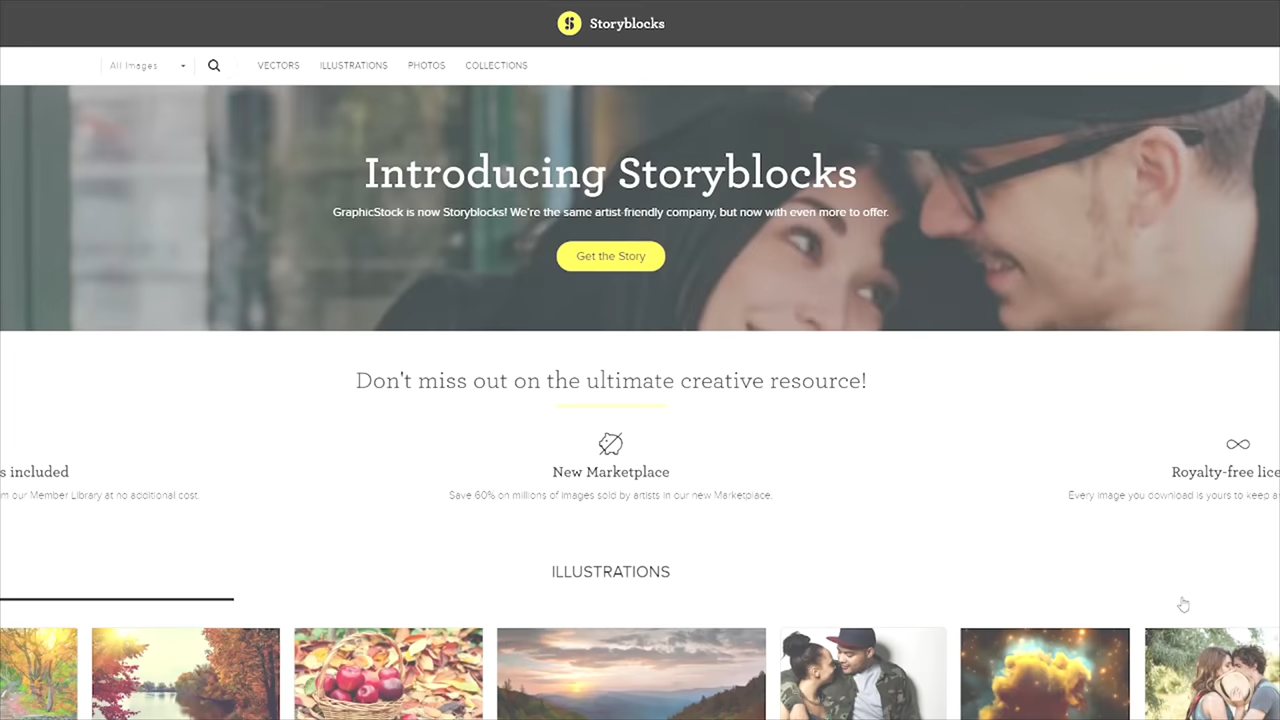 Storyblocks
All Images
VECTORS ILLUSTRATIONS PHOTOS COLLECTIONS
Introducing Storyblocks
GraphicStock is now Storyblocks! We're the same artist-friendly company, but now with even more to offer.
Get the Story
Don't miss out on the ultimate creative resource!
s included
m our Member Library at no additional cost.
New Marketplace
Save 60% on millions of images sold by artists in our new Marketplace.
Royalty-free lice
Every image you download is yours to keep a
ILLUSTRATIONS